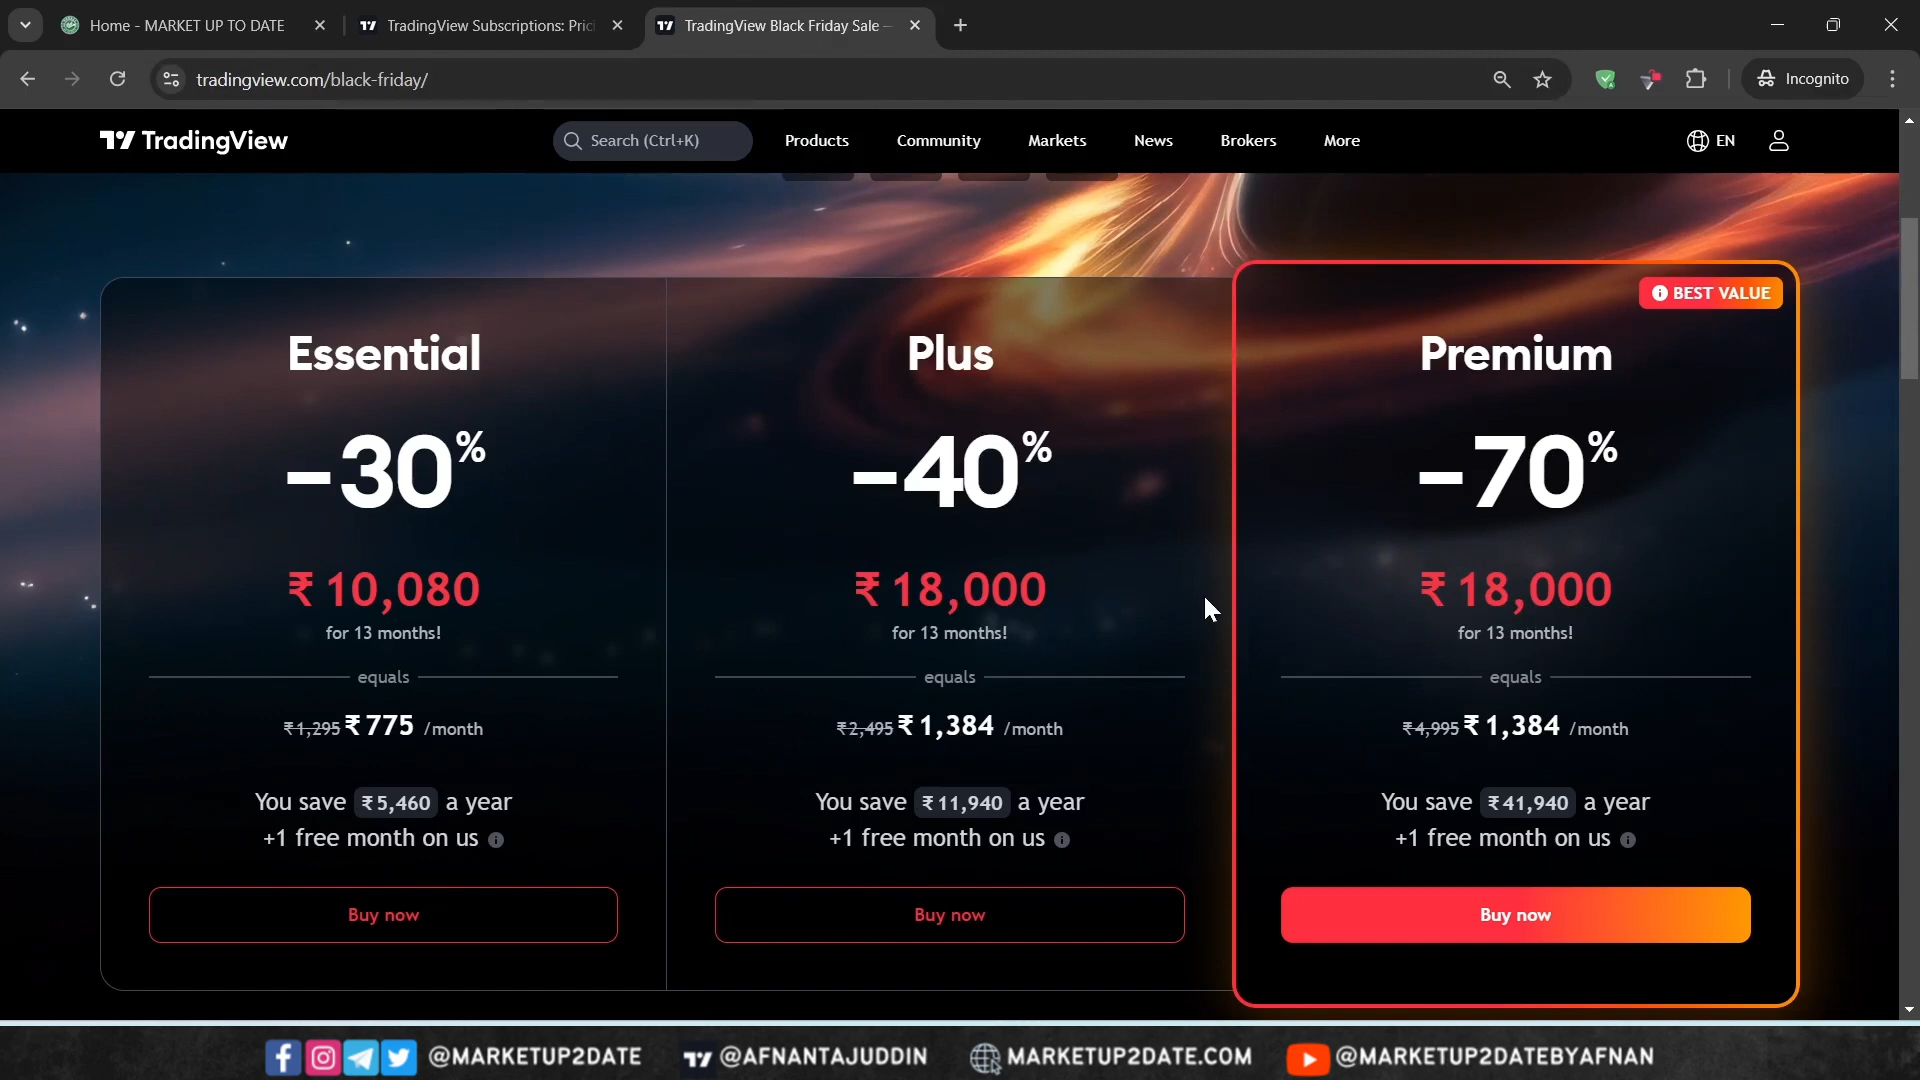 Home - MARKET UP TO DATE
TradingView Subscriptions: Pric
TradingView Black Friday Sale —
tradingview.com/black-friday/
Incognito
TradingView
Search (Ctrl+K)
Products
Community
Markets
News
Brokers
More
EN
Essential
-30%
₹ 10,080
for 13 months!
equals
₹1,295 ₹ 775 /month
You save ₹5,460 a year
+1 free month on us
Buy now
Plus
-40%
₹ 18,000
for 13 months!
equals
₹2,495 ₹ 1,384 /month
You save ₹11,940 a year
+1 free month on us
Buy now
BEST VALUE
Premium
-70%
₹ 18,000
for 13 months!
equals
₹4,995 ₹ 1,384 /month
You save ₹41,940 a year
+1 free month on us
Buy now
@MARKETUP2DATE
@AFNANTAJUDDIN
MARKETUP2DATE.COM
@MARKETUP2DATEBYAFNAN